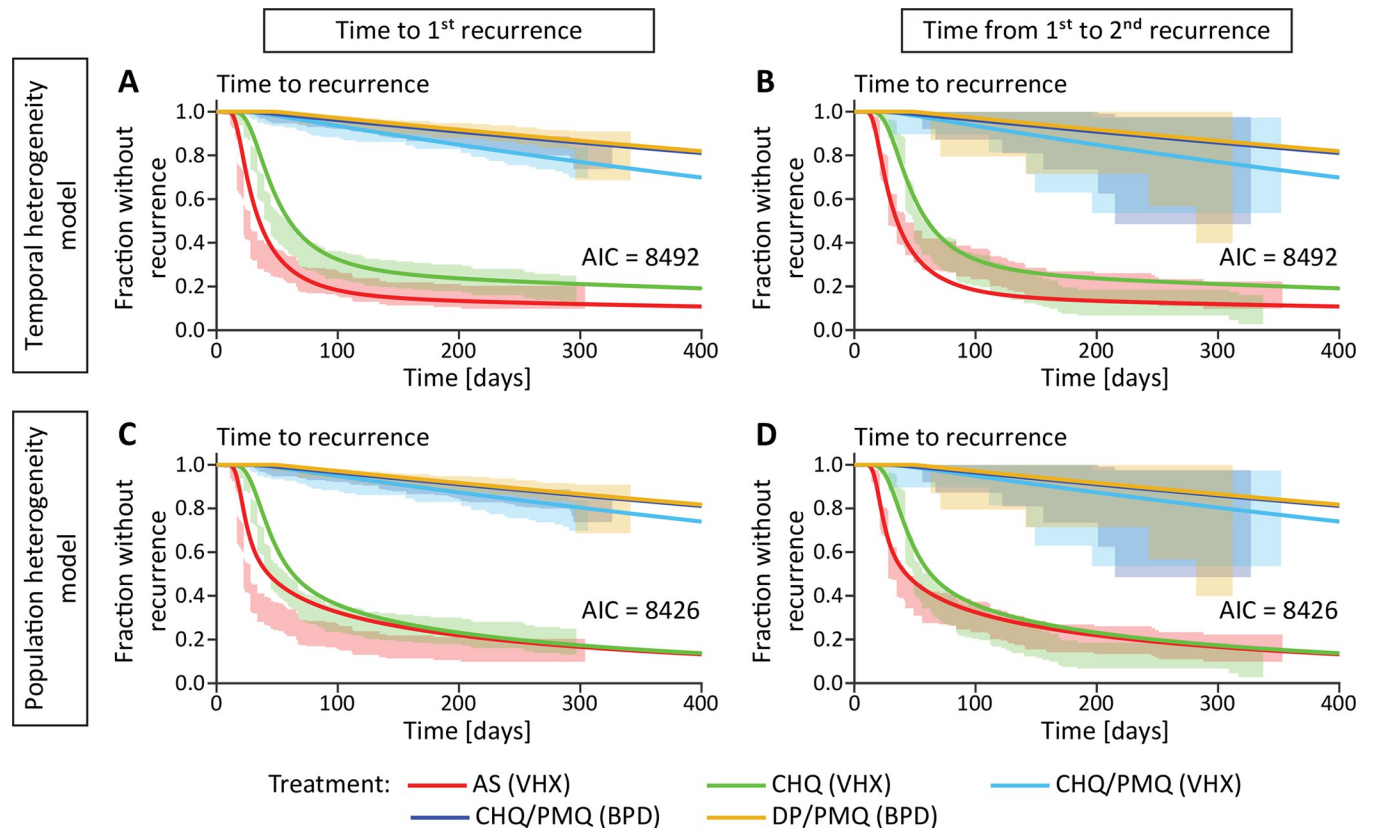 Time to 1st recurrence
Time from 1st to 2nd recurrence
Temporal heterogeneity
model
A
Time to recurrence
1.0
0.8
0.6
0.4
0.2
0.0
Fraction without
recurrence
AIC = 8492
0
100
200
300
400
Time [days]
B
Time to recurrence
1.0
0.8
0.6
0.4
0.2
0.0
Fraction without
recurrence
AIC = 8492
0
100
200
300
400
Time [days]
Population heterogeneity
model
C
Time to recurrence
1.0
0.8
0.6
0.4
0.2
0.0
Fraction without
recurrence
AIC = 8426
0
100
200
300
400
Time [days]
D
Time to recurrence
1.0
0.8
0.6
0.4
0.2
0.0
Fraction without
recurrence
AIC = 8426
0
100
200
300
400
Time [days]
Treatment:
AS (VHX)
CHQ (VHX)
CHQ/PMQ (VHX)
CHQ/PMQ (BPD)
DP/PMQ (BPD)